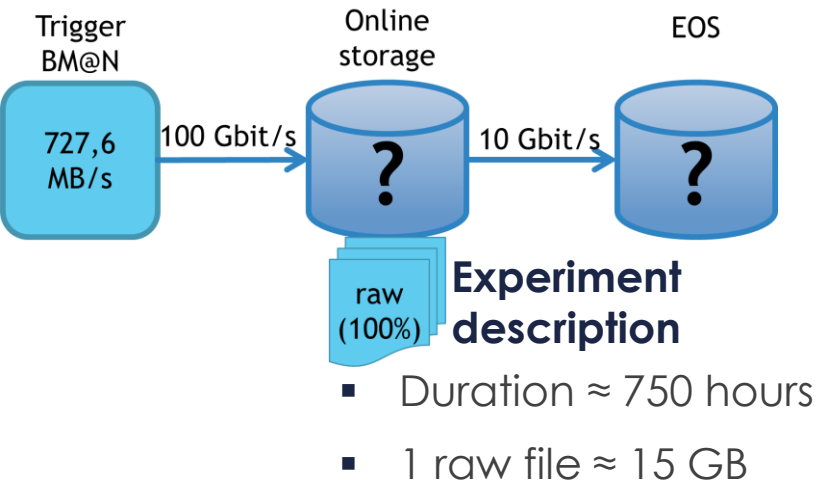 Trigger
BM@N
Online
storage
EOS
727,6
MB/s
100 Gbit/s
?
10 Gbit/s
?
raw
(100%)
Experiment
description
▪ Duration ≈ 750 hours
▪ 1 raw file ≈ 15 GB